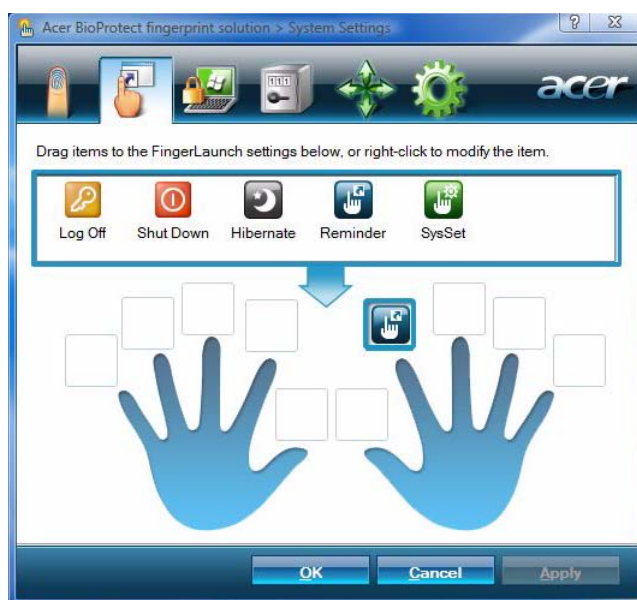 Acer BioProtect fingerprint solution > System Settings
acer
Drag items to the FingerLaunch settings below, or right-click to modify the item.
Log Off Shut Down Hibernate Reminder SysSet
OK Cancel Apply